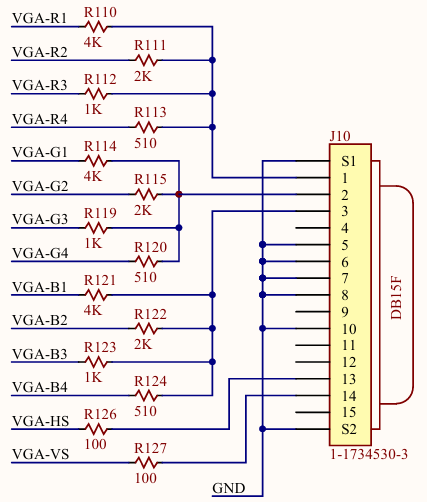 VGA-R1 R110 4K
VGA-R2 R111 2K
VGA-R3 R112 1K
VGA-R4 R113 510
VGA-G1 R114 4K
VGA-G2 R115 2K
VGA-G3 R119 1K
VGA-G4 R120 510
VGA-B1 R121 4K
VGA-B2 R122 2K
VGA-B3 R123 1K
VGA-B4 R124 510
VGA-HS R126 100
VGA-VS R127 100
GND
J10
S1
1
2
3
4
5
6
7
8
9
10
11
12
13
14
15
S2
DB15F
1-1734530-3